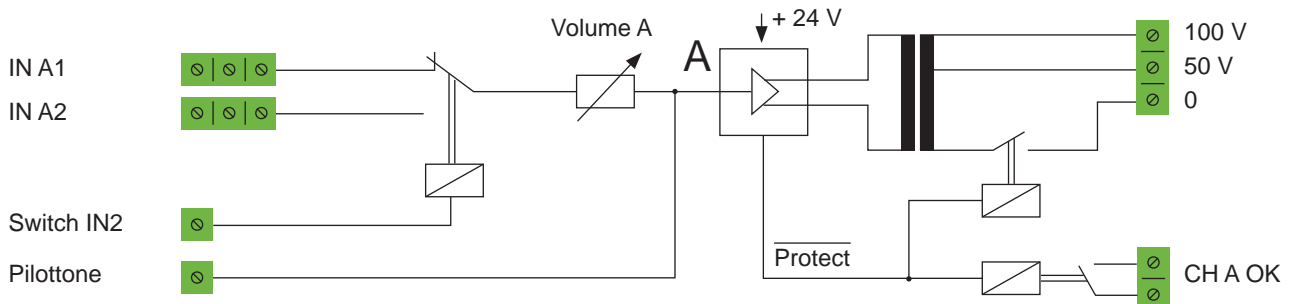 + 24 V
Volume A
100 V
A
50 V
IN A1
0
IN A2
Switch IN2
Protect
Pilottone
CH A OK